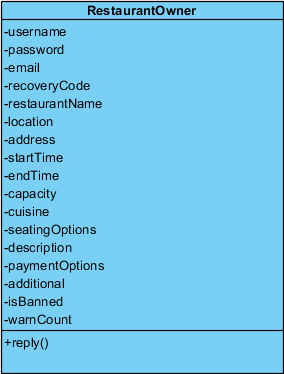 RestaurantOwner
-username
-password
-email
-recoveryCode
-restaurantName
-location
-address
-startTime
-endTime
-capacity
-cuisine
-seatingOptions
-description
-paymentOptions
-additional
-isBanned
-warnCount
+reply()